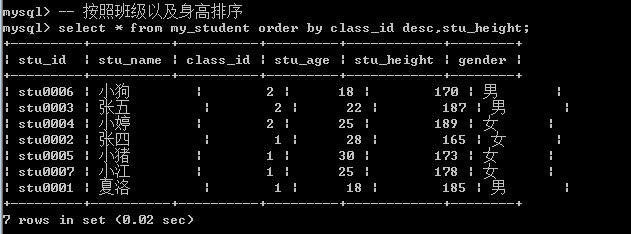 mysql> -- 按照班级以及身高排序
mysql> select * from my_student order by class_id desc,stu_height;
+---------+----------+----------+---------+------------+--------+
| stu_id | stu_name | class_id | stu_age | stu_height | gender |
+---------+----------+----------+---------+------------+--------+
| stu0006 | 小狗 | 2 | 18 | 170 | 男 |
| stu0003 | 张五 | 2 | 22 | 187 | 男 |
| stu0004 | 小婷 | 2 | 25 | 189 | 女 |
| stu0002 | 张四 | 1 | 28 | 165 | 女 |
| stu0005 | 小猪 | 1 | 30 | 173 | 女 |
| stu0007 | 小江 | 1 | 25 | 178 | 女 |
| stu0001 | 夏洛 | 1 | 18 | 185 | 男 |
+---------+----------+----------+---------+------------+--------+
7 rows in set (0.02 sec)